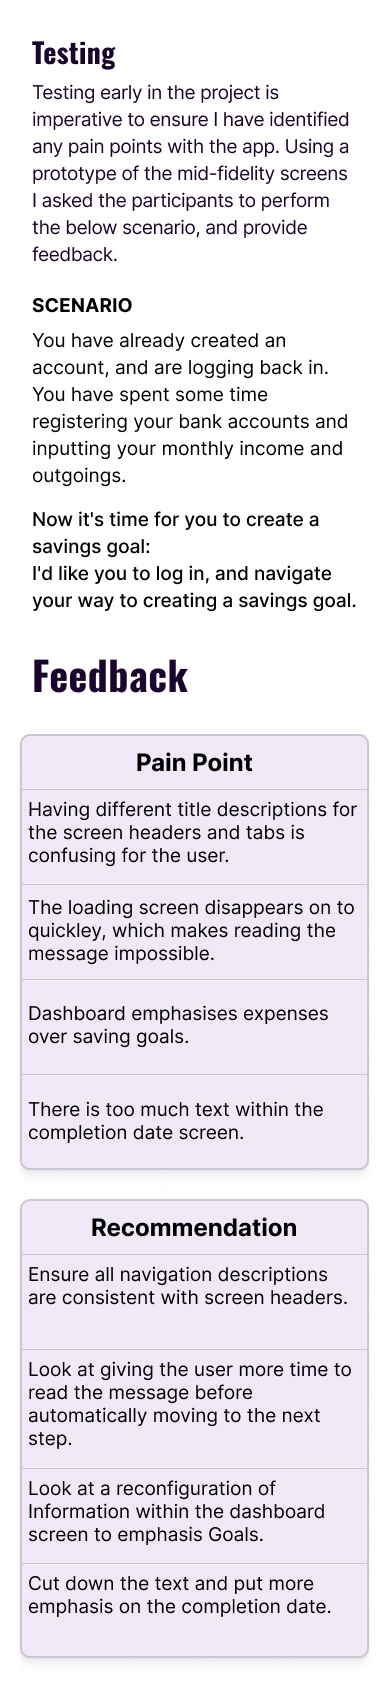 Testing
Testing early in the project is
imperative to ensure I have identified
any pain points with the app. Using a
prototype of the mid-fidelity screens
I asked the participants to perform
the below scenario, and provide
feedback.
SCENARIO
You have already created an
account, and are logging back in.
You have spent some time
registering your bank accounts and
inputting your monthly income and
outgoings.
Now it's time for you to create a
savings goal:
I'd like you to log in, and navigate
your way to creating a savings goal.
Feedback
Pain Point
Having different title descriptions for
the screen headers and tabs is
confusing for the user.
The loading screen disappears on to
quickley, which makes reading the
message impossible.
Dashboard emphasises expenses
over saving goals.
There is too much text within the
completion date screen.
Recommendation
Ensure all navigation descriptions
are consistent with screen headers.
Look at giving the user more time to
read the message before
automatically moving to the next
step.
Look at a reconfiguration of
Information within the dashboard
screen to emphasis Goals.
Cut down the text and put more
emphasis on the completion date.